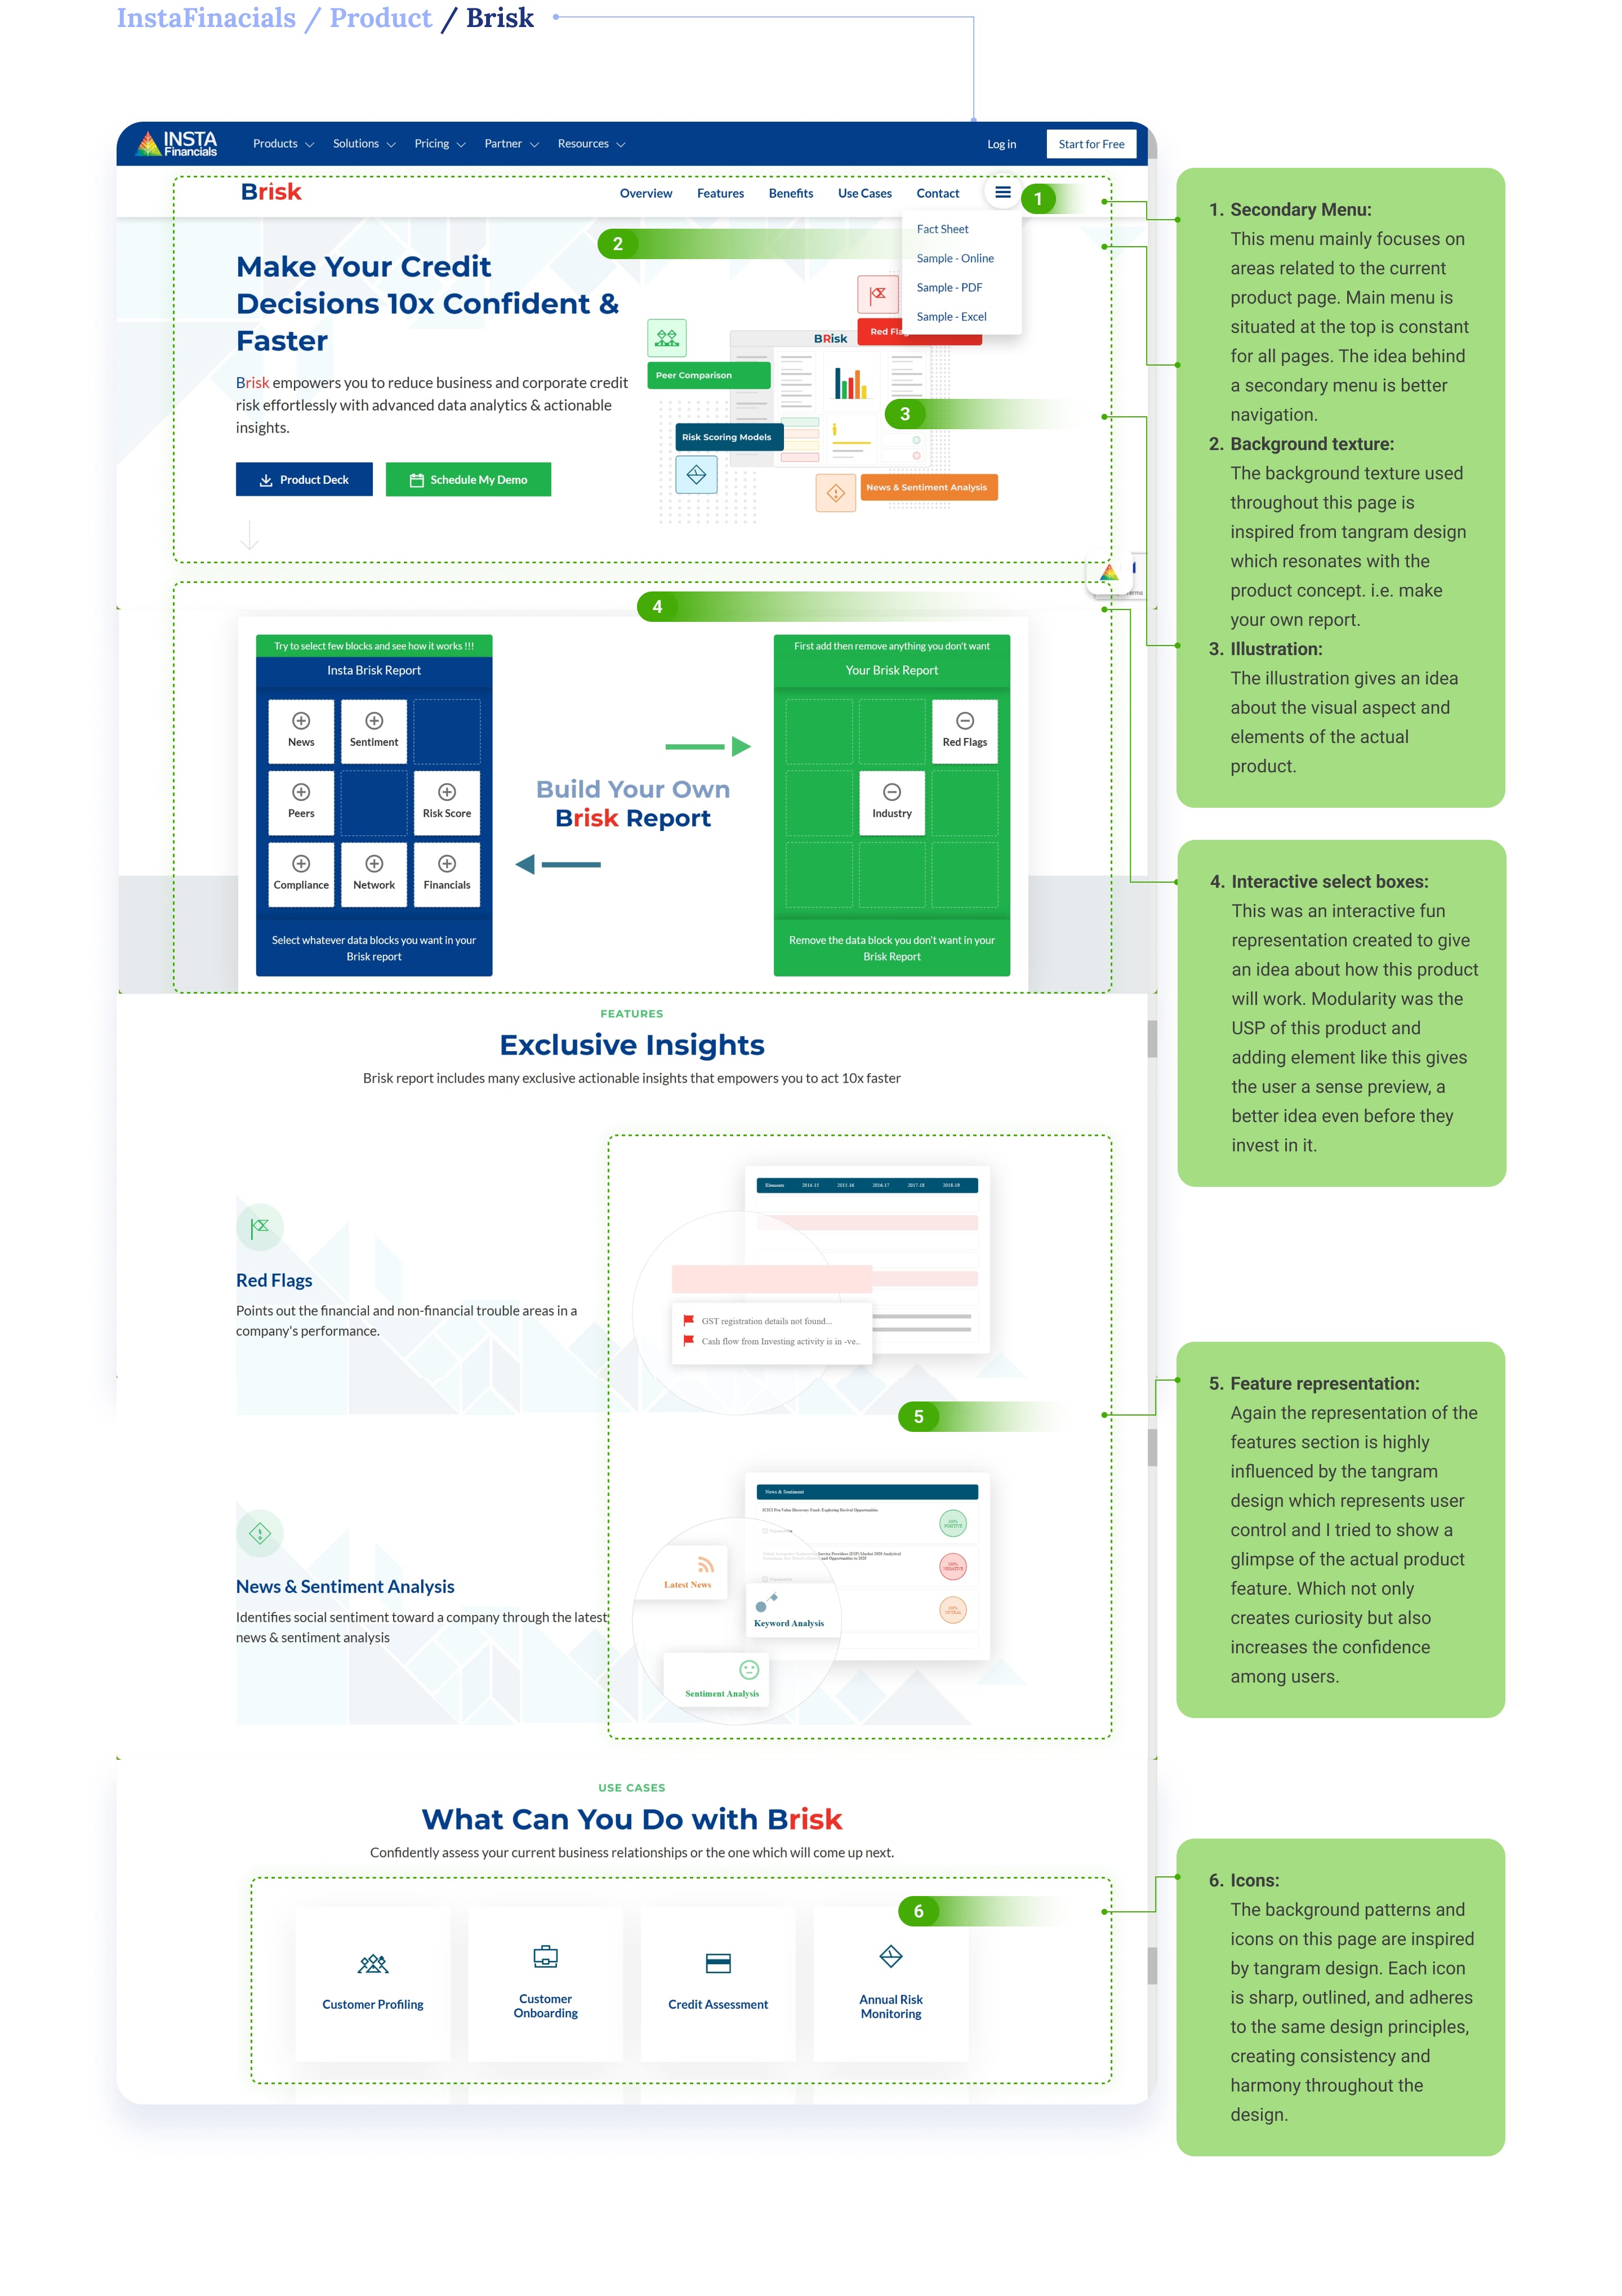 InstaFinacials / Product / Brisk
INSTA
Financials
Products
Solutions
Pricing
Partner
Resources
Log in
Start for Free
Brisk
Overview
Features
Benefits
Use Cases
Contact
1
Fact Sheet
Sample - Online
Sample - PDF
Sample - Excel
2
Make Your Credit
Decisions 10x Confident &
Faster
Brisk empowers you to reduce business and corporate credit
risk effortlessly with advanced data analytics & actionable
insights.
Product Deck
Schedule My Demo
BRisk
Red Fla
Peer Comparison
3
Risk Scoring Models
News & Sentiment Analysis
4
Try to select few blocks and see how it works !!!
Insta Brisk Report
News
Sentiment
Peers
Risk Score
Compliance
Network
Financials
Select whatever data blocks you want in your
Brisk report
Build Your Own
Brisk Report
First add then remove anything you don't want
Your Brisk Report
Red Flags
Industry
Remove the data block you don't want in your
Brisk Report
FEATURES
Exclusive Insights
Brisk report includes many exclusive actionable insights that empowers you to act 10x faster
Red Flags
Points out the financial and non-financial trouble areas in a
company's performance.
Elements 2014-15 2015-16 2016-17 2017-18 2018-19
GST registration details not found...
Cash flow from Investing activity is in -ve..
5
News & Sentiment Analysis
Identifies social sentiment toward a company through the latest
news & sentiment analysis
News & Sentiment
Latest News
Keyword Analysis
Sentiment Analysis
USE CASES
What Can You Do with Brisk
Confidently assess your current business relationships or the one which will come up next.
6
Customer Profiling
Customer
Onboarding
Credit Assessment
Annual Risk
Monitoring
1. Secondary Menu:
This menu mainly focuses on
areas related to the current
product page. Main menu is
situated at the top is constant
for all pages. The idea behind
a secondary menu is better
navigation.
2. Background texture:
The background texture used
throughout this page is
inspired from tangram design
which resonates with the
product concept. i.e. make
your own report.
3. Illustration:
The illustration gives an idea
about the visual aspect and
elements of the actual
product.
4. Interactive select boxes:
This was an interactive fun
representation created to give
an idea about how this product
will work. Modularity was the
USP of this product and
adding element like this gives
the user a sense preview, a
better idea even before they
invest in it.
5. Feature representation:
Again the representation of the
features section is highly
influenced by the tangram
design which represents user
control and I tried to show a
glimpse of the actual product
feature. Which not only
creates curiosity but also
increases the confidence
among users.
6. Icons:
The background patterns and
icons on this page are inspired
by tangram design. Each icon
is sharp, outlined, and adheres
to the same design principles,
creating consistency and
harmony throughout the
design.